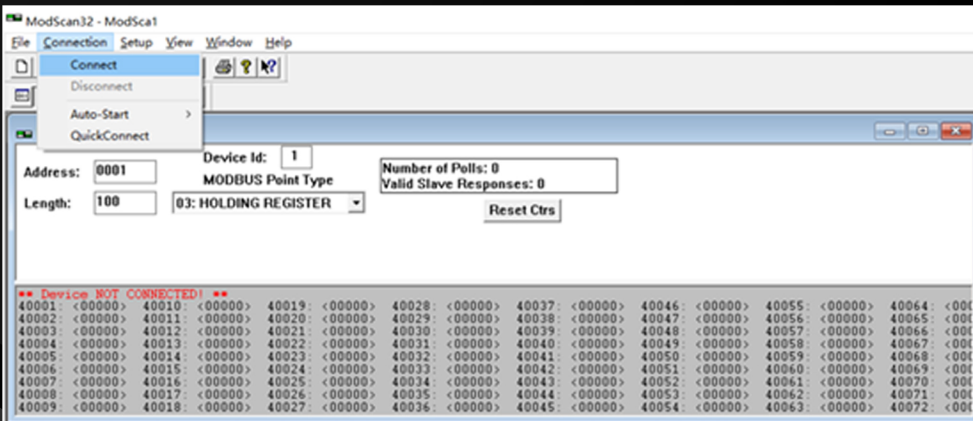 ModScan32 - ModSca1
File Connection Setup View Window Help
Connect
Disconnect
Auto-Start >
QuickConnect
Address: 0001
Device Id: 1
MODBUS Point Type
Length: 100
03: HOLDING REGISTER
Number of Polls: 0
Valid Slave Responses: 0
Reset Ctrs
** Device NOT CONNECTED! **
40001: <00000> 40010: <00000> 40019: <00000> 40028: <00000> 40037: <00000> 40046: <00000> 40055: <00000> 40064: <000
40002: <00000> 40011: <00000> 40020: <00000> 40029: <00000> 40038: <00000> 40047: <00000> 40056: <00000> 40065: <000
40003: <00000> 40012: <00000> 40021: <00000> 40030: <00000> 40039: <00000> 40048: <00000> 40057: <00000> 40066: <000
40004: <00000> 40013: <00000> 40022: <00000> 40031: <00000> 40040: <00000> 40049: <00000> 40058: <00000> 40067: <000
40005: <00000> 40014: <00000> 40023: <00000> 40032: <00000> 40041: <00000> 40050: <00000> 40059: <00000> 40068: <000
40006: <00000> 40015: <00000> 40024: <00000> 40033: <00000> 40042: <00000> 40051: <00000> 40060: <00000> 40069: <000
40007: <00000> 40016: <00000> 40025: <00000> 40034: <00000> 40043: <00000> 40052: <00000> 40061: <00000> 40070: <000
40008: <00000> 40017: <00000> 40026: <00000> 40035: <00000> 40044: <00000> 40053: <00000> 40062: <00000> 40071: <000
40009: <00000> 40018: <00000> 40027: <00000> 40036: <00000> 40045: <00000> 40054: <00000> 40063: <00000> 40072: <000